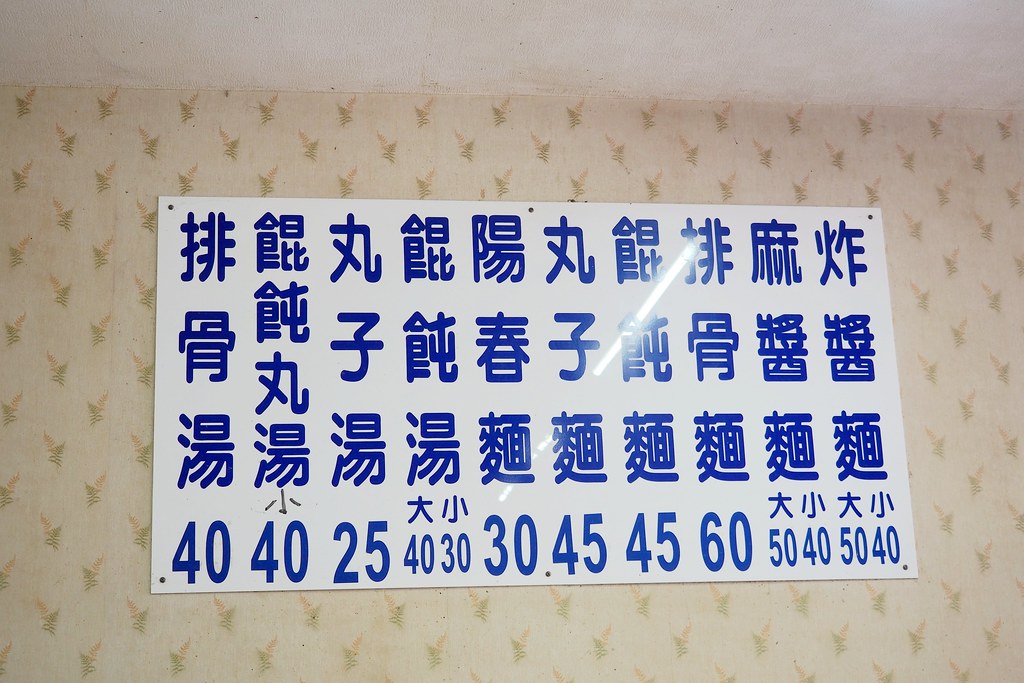 炸醬麵 大50 小40
麻醬麵 大50 小40
排骨麵 60
餛飩麵 45
丸子麵 45
陽春麵 30
餛飩湯 大40 小30
丸子湯 25
餛飩丸湯 小 40
排骨湯 40